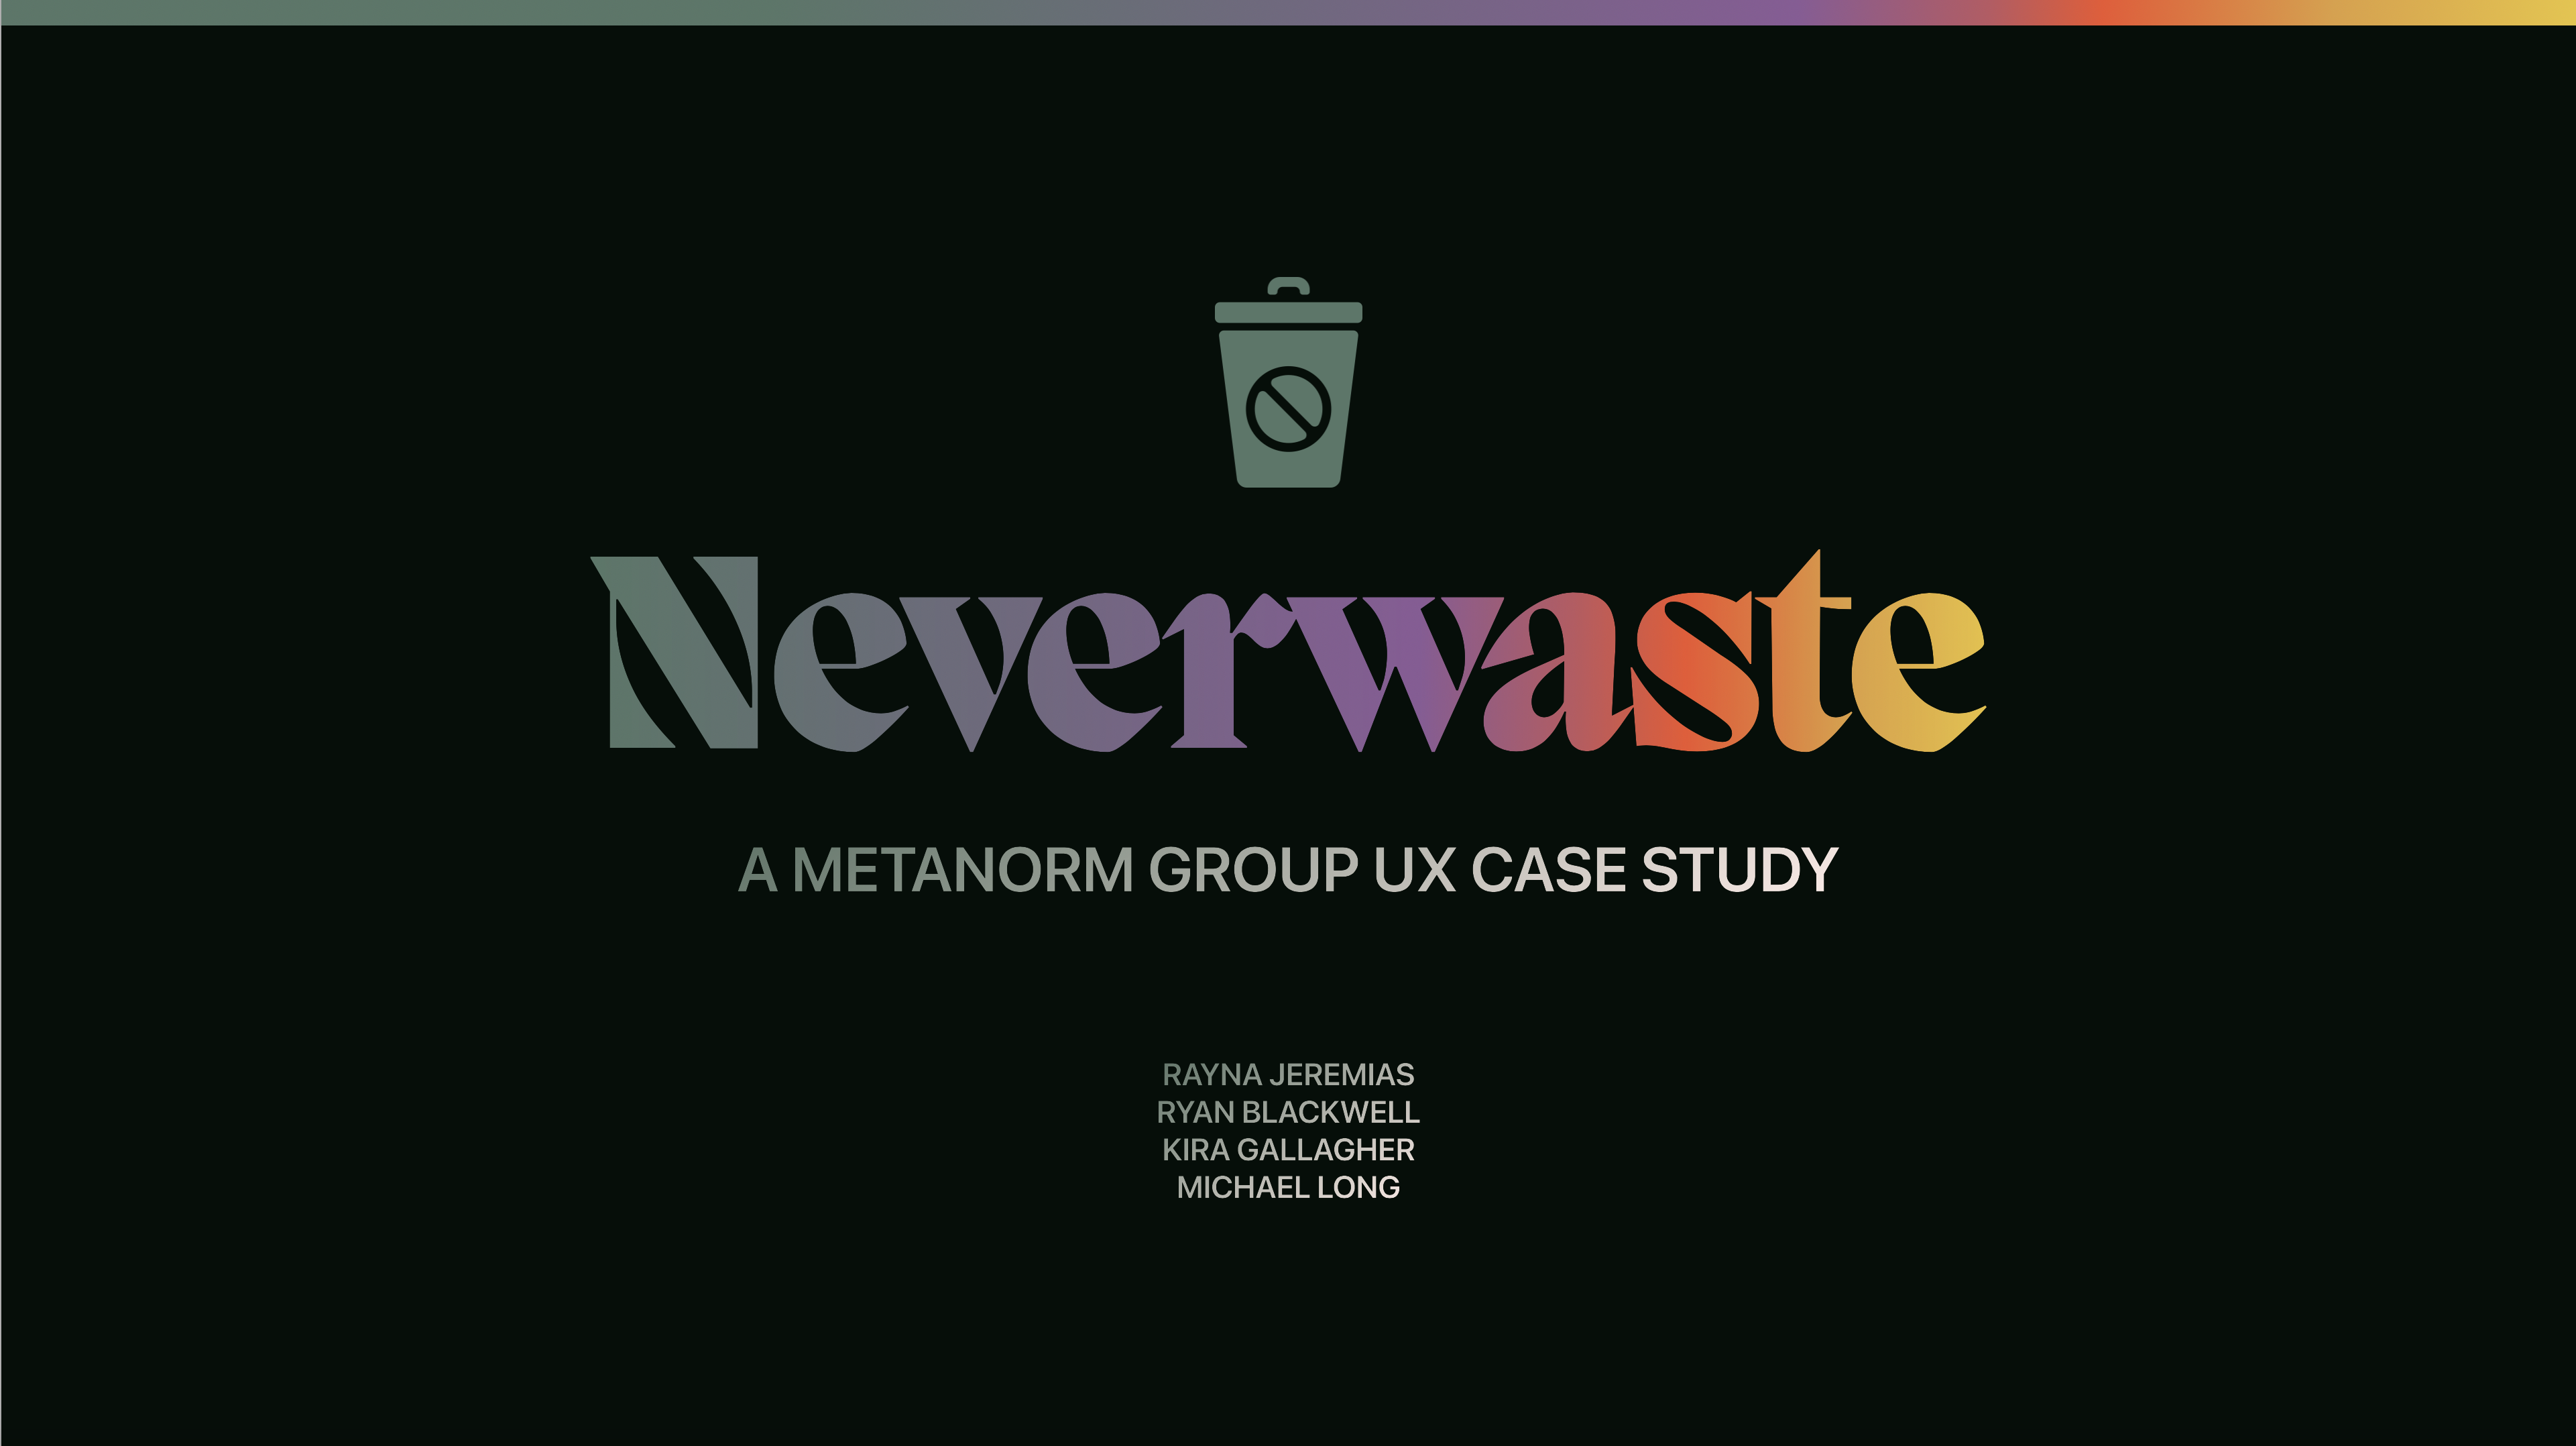 Neverwaste
A METANORM GROUP UX CASE STUDY
RAYNA JEREMIAS
RYAN BLACKWELL
KIRA GALLAGHER
MICHAEL LONG